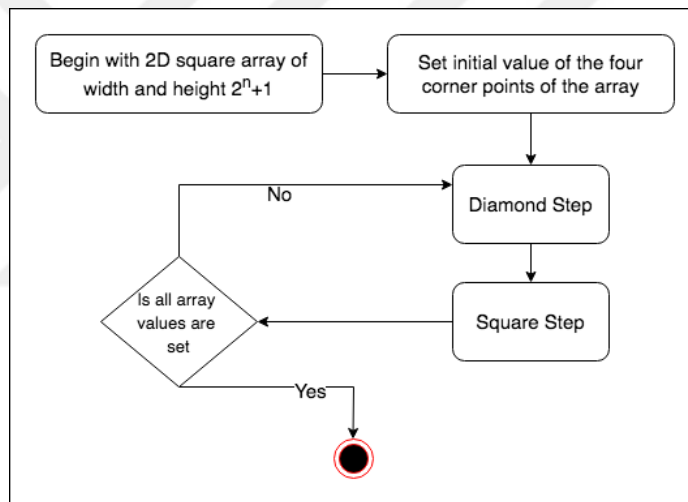 Begin with 2D square array of
width and height 2ⁿ+1
Set initial value of the four
corner points of the array
No
Diamond Step
Is all array
values are
set
Square Step
Yes